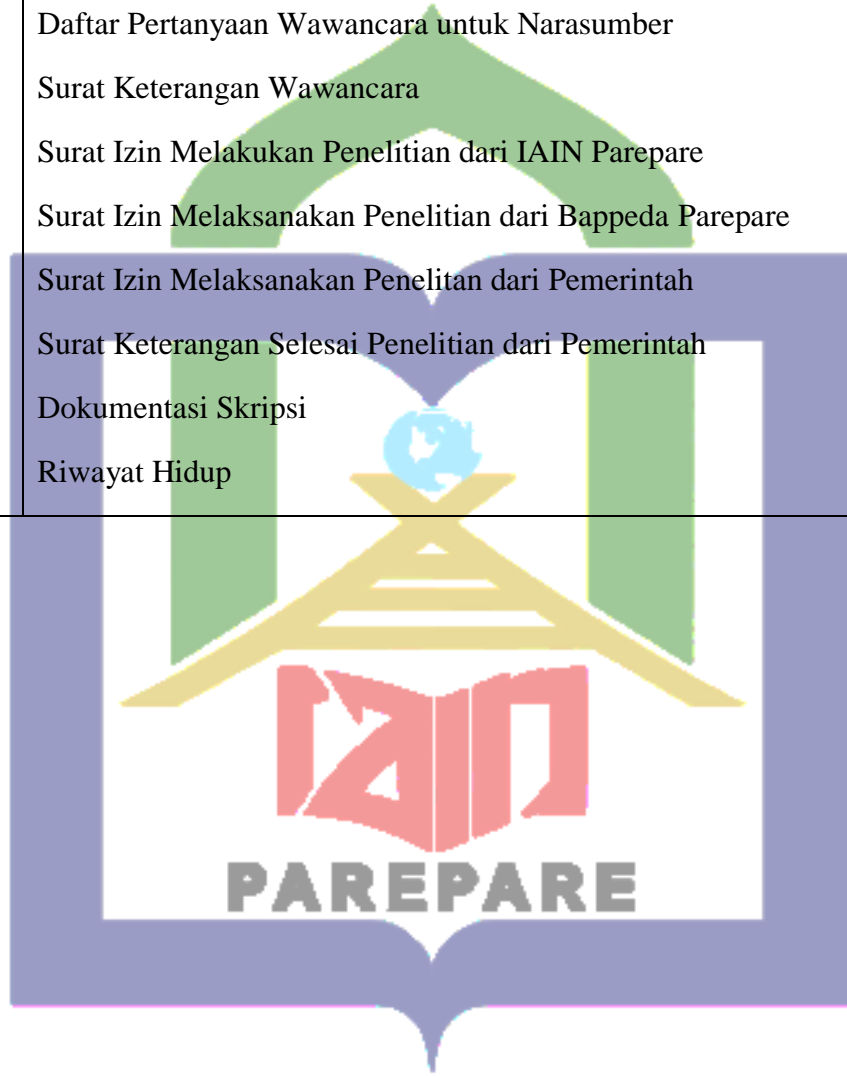 Daftar Pertanyaan Wawancara untuk Narasumber
Surat Keterangan Wawancara
Surat Izin Melakukan Penelitian dari IAIN Parepare
Surat Izin Melaksanakan Penelitian dari Bappeda Parepare
Surat Izin Melaksanakan Penelitan dari Pemerintah
Surat Keterangan Selesai Penelitian dari Pemerintah
Dokumentasi Skripsi
Riwayat Hidup
iain
PAREPARE